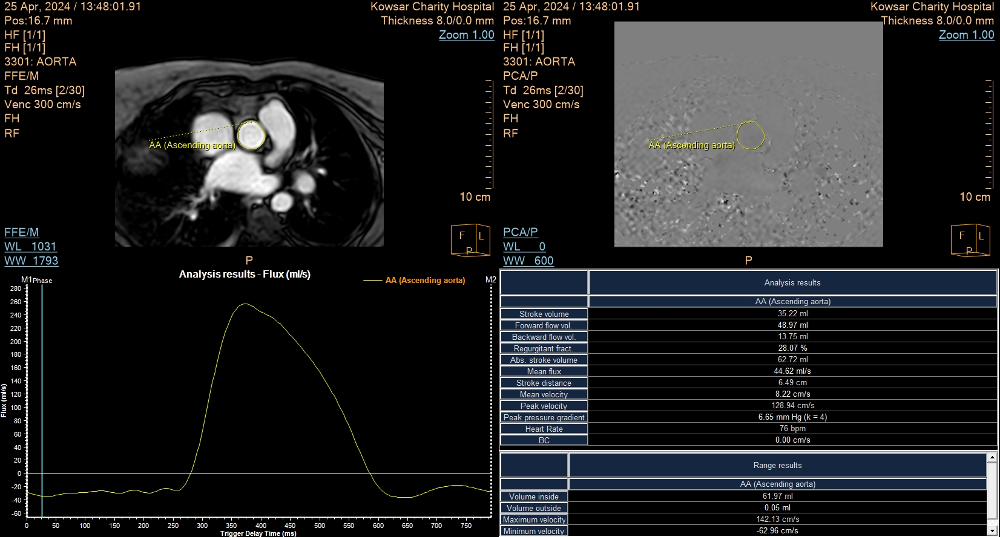 25 Apr, 2024 / 13:48:01.91
Pos:16.7 mm
HF [1/1]
FH [1/1]
3301: AORTA
FFE/M
Td 26ms [2/30]
Venc 300 cm/s
FH
RF
Kowsar Charity Hospital
Thickness 8.0/0.0 mm
Zoom 1.00
AA (Ascending aorta)
10 cm
FFE/M
WL 1031
WW 1793
F L
P
P
25 Apr, 2024 / 13:48:01.91
Pos:16.7 mm
HF [1/1]
FH [1/1]
3301: AORTA
PCA/P
Td 26ms [2/30]
Venc 300 cm/s
FH
RF
Kowsar Charity Hospital
Thickness 8.0/0.0 mm
Zoom 1.00
AA (Ascending aorta)
10 cm
PCA/P
WL 0
WW 600
F L
P
P
Analysis results - Flux (ml/s)
AA (Ascending aorta)
M1 Phase
M2
280
260
240
220
200
180
160
140
120
100
80
60
40
20
0
-20
-40
-60
Flux (ml/s)
0 50 100 150 200 250 300 350 400 450 500 550 600 650 700 750
Trigger Delay Time (ms)
Analysis results
AA (Ascending aorta)
Stroke volume 35.22 ml
Forward flow vol. 48.97 ml
Backward flow vol. 13.75 ml
Regurgitant fract. 28.07 %
Abs. stroke volume 62.72 ml
Mean flux 44.62 ml/s
Stroke distance 6.49 cm
Mean velocity 8.22 cm/s
Peak velocity 128.94 cm/s
Peak pressure gradient 6.65 mm Hg (k = 4)
Heart Rate 76 bpm
BC 0.00 cm/s
Range results
AA (Ascending aorta)
Volume inside 61.97 ml
Volume outside 0.05 ml
Maximum velocity 142.13 cm/s
Minimum velocity -62.96 cm/s